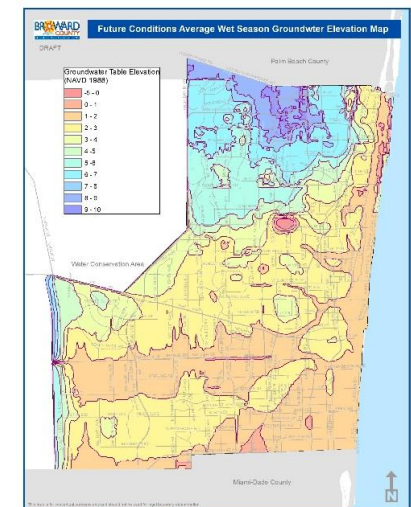 BROWARD
COUNTY
Future Conditions Average Wet Season Groundwter Elevation Map
DRAFT
Palm Beach County
Groundwater Table Elevation
(NAVD 1988)
-5 - 0
0 - 1
1 - 2
2 - 3
3 - 4
4 - 5
5 - 6
6 - 7
7 - 8
8 - 9
9 - 10
Water Conservation Area
Miami-Dade County
N